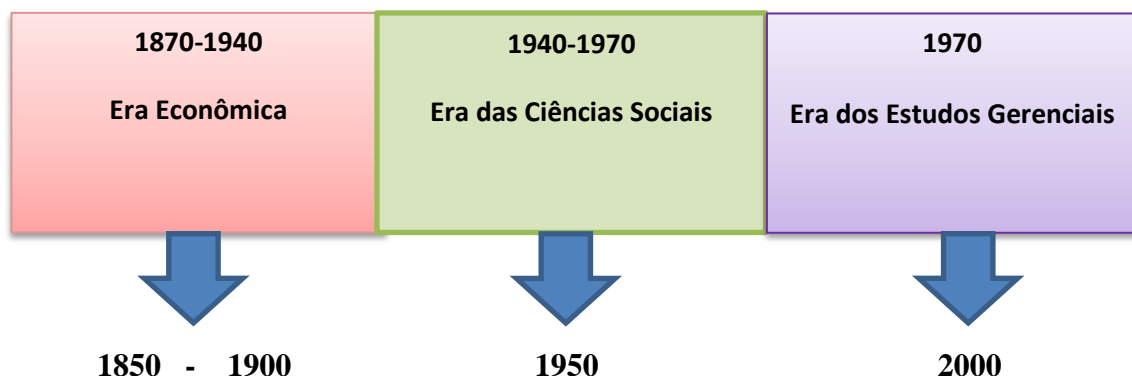 1870-1940
Era Econômica
1940-1970
Era das Ciências Sociais
1970
Era dos Estudos Gerenciais
1850 - 1900
1950
2000